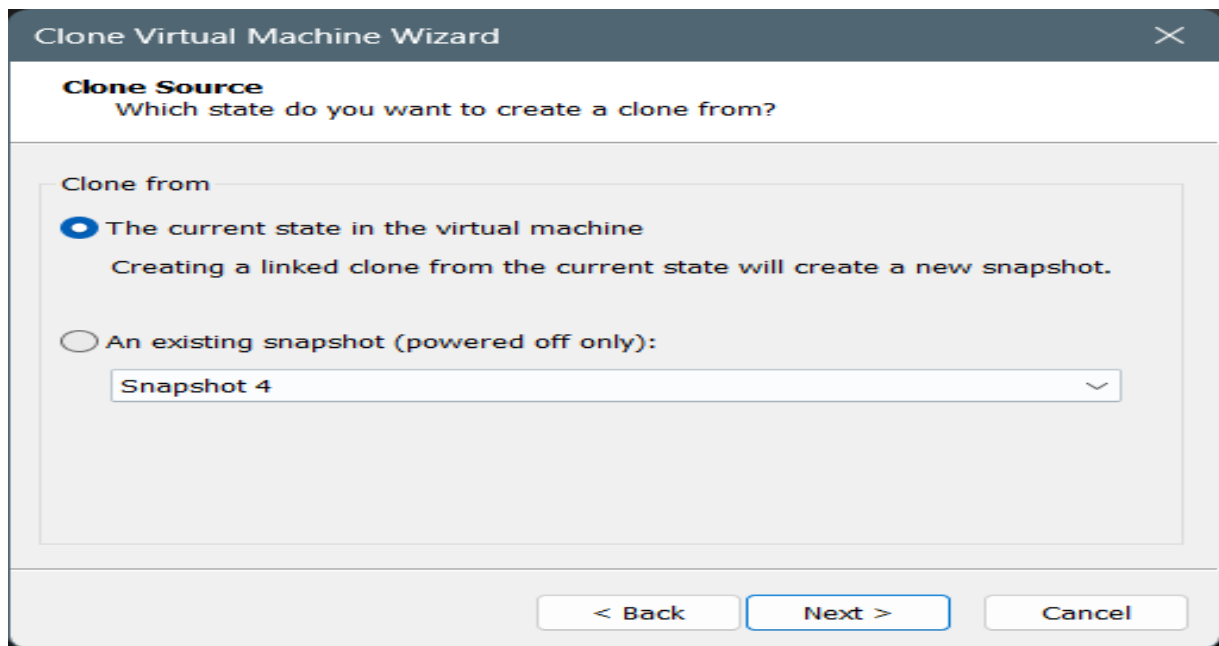 Clone Virtual Machine Wizard
Clone Source
Which state do you want to create a clone from?
Clone from
The current state in the virtual machine
Creating a linked clone from the current state will create a new snapshot.
An existing snapshot (powered off only):
Snapshot 4
< Back
Next >
Cancel